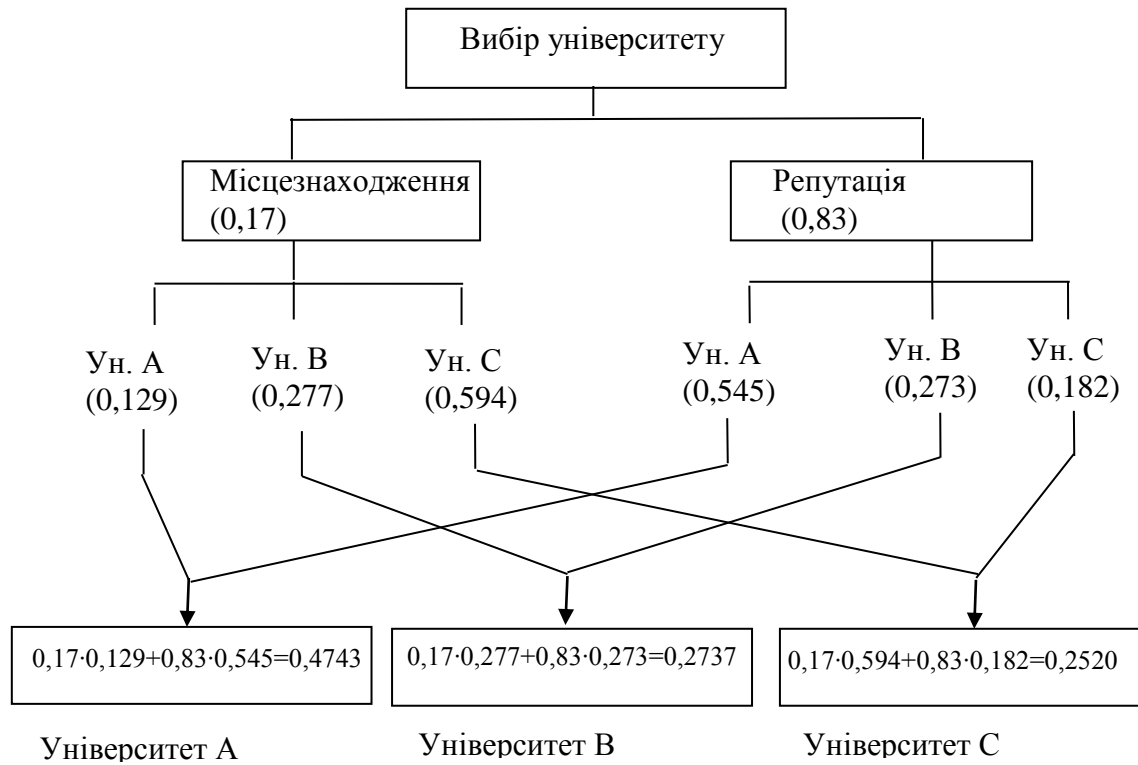 Вибір університету
Місцезнаходження
(0,17)
Репутація
(0,83)
Ун. А
(0,129)
Ун. В
(0,277)
Ун. С
(0,594)
Ун. А
(0,545)
Ун. В
(0,273)
Ун. С
(0,182)
0,17·0,129+0,83·0,545=0,4743
0,17·0,277+0,83·0,273=0,2737
0,17·0,594+0,83·0,182=0,2520
Університет А
Університет В
Університет С